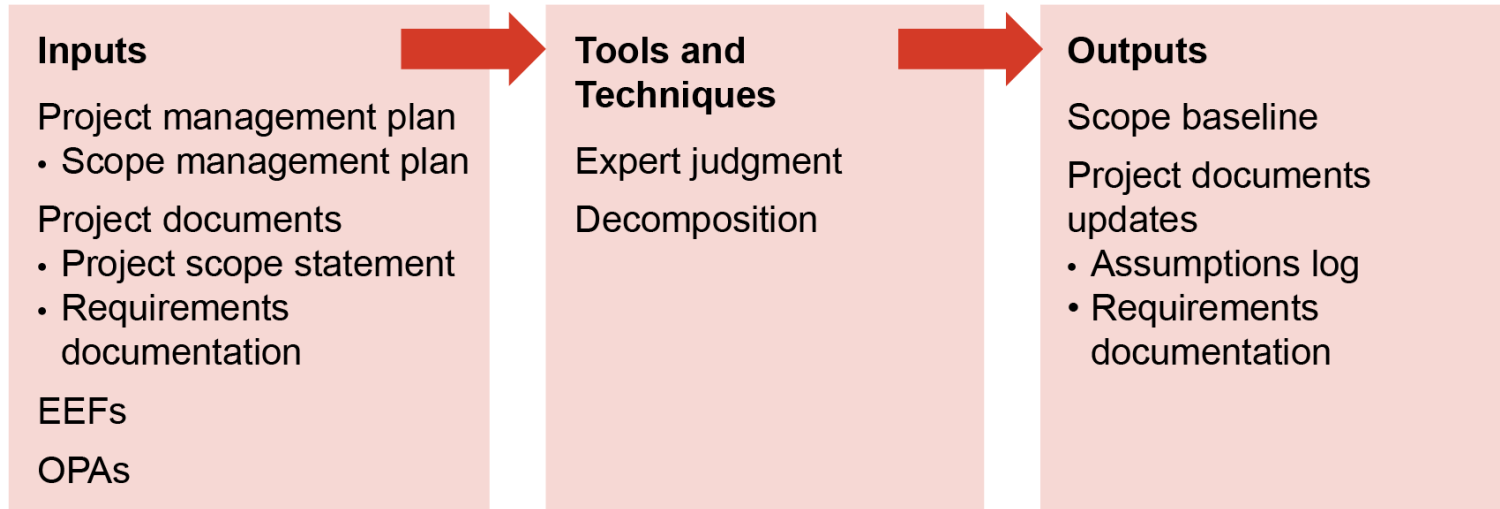 Inputs
Project management plan
• Scope management plan
Project documents
• Project scope statement
• Requirements
documentation
EEFs
OPAs
Tools and
Techniques
Expert judgment
Decomposition
Outputs
Scope baseline
Project documents
updates
• Assumptions log
• Requirements
documentation